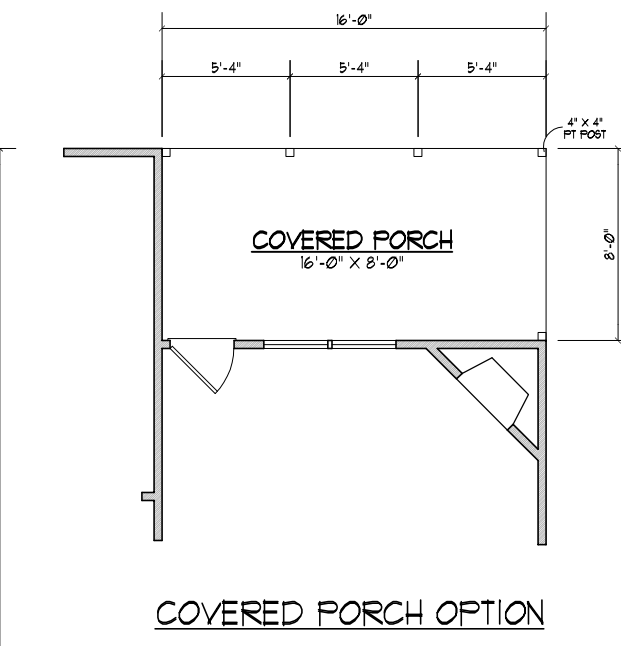 16'-0"
5'-4" 5'-4" 5'-4"
4" X 4"
PT POST
COVERED PORCH
16'-0" X 8'-0"
8'-0"
COVERED PORCH OPTION